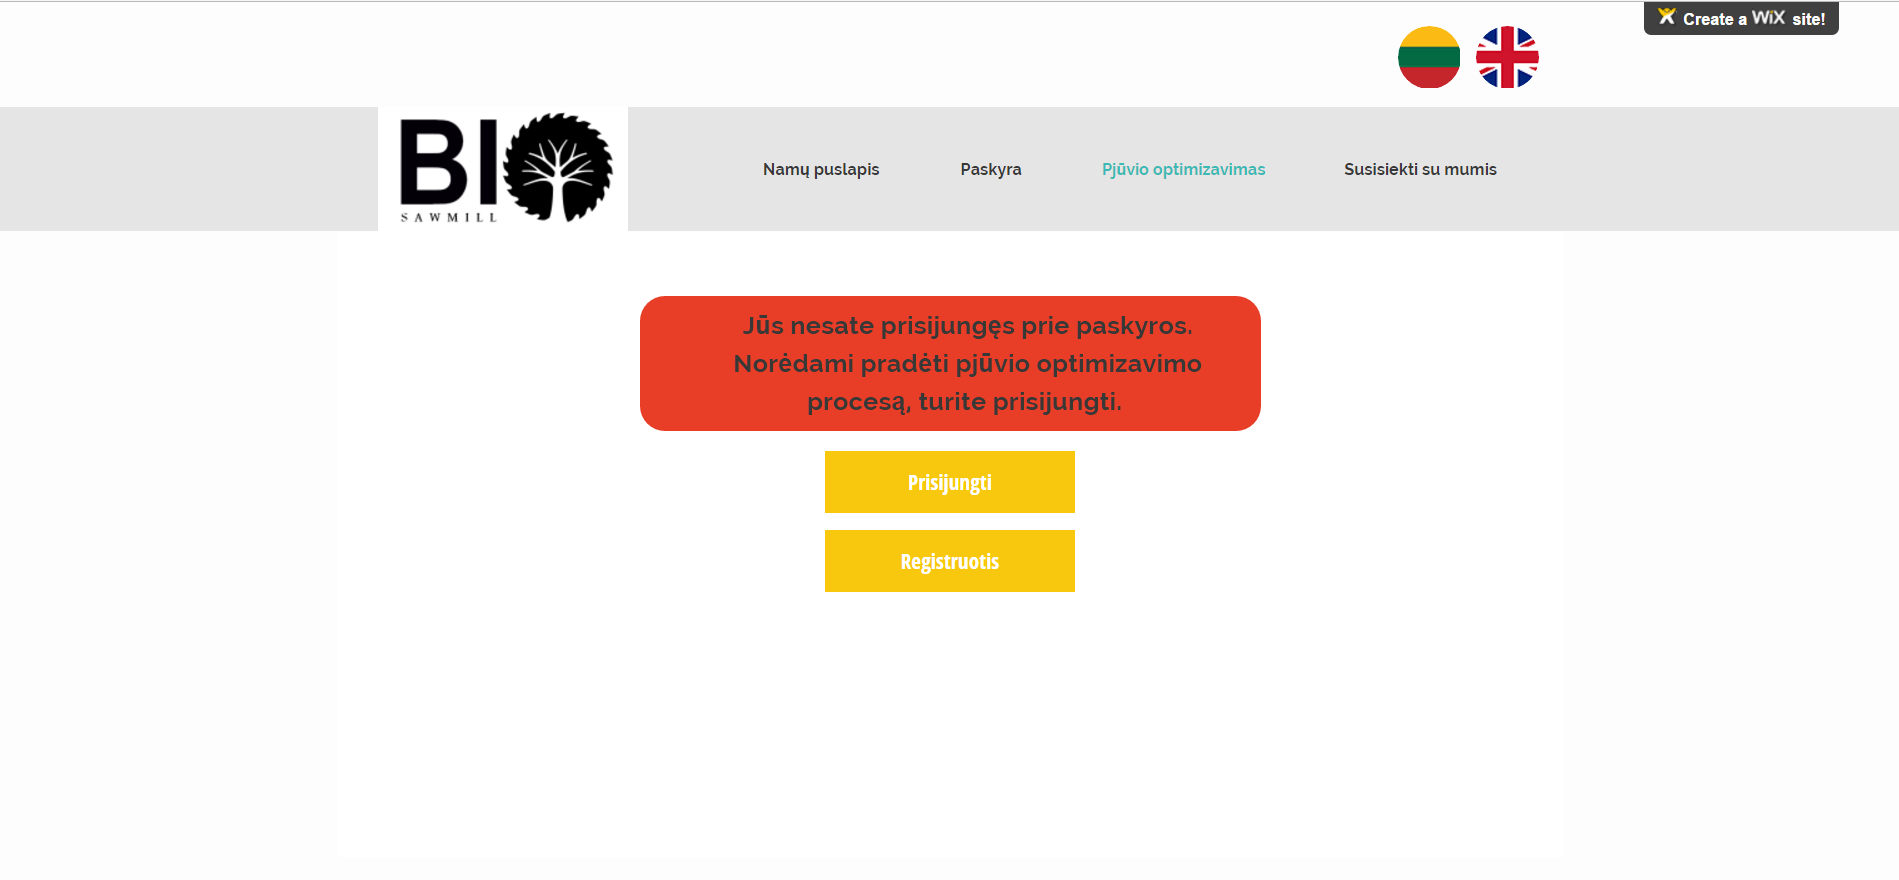 Create a WiX site!
BIO
SAWMILL
Namų puslapis
Paskyra
Pjūvio optimizavimas
Susisiekti su mumis
Jūs nesate prisijungęs prie paskyros.
Norėdami pradėti pjūvio optimizavimo
procesą, turite prisijungti.
Prisijungti
Registruotis